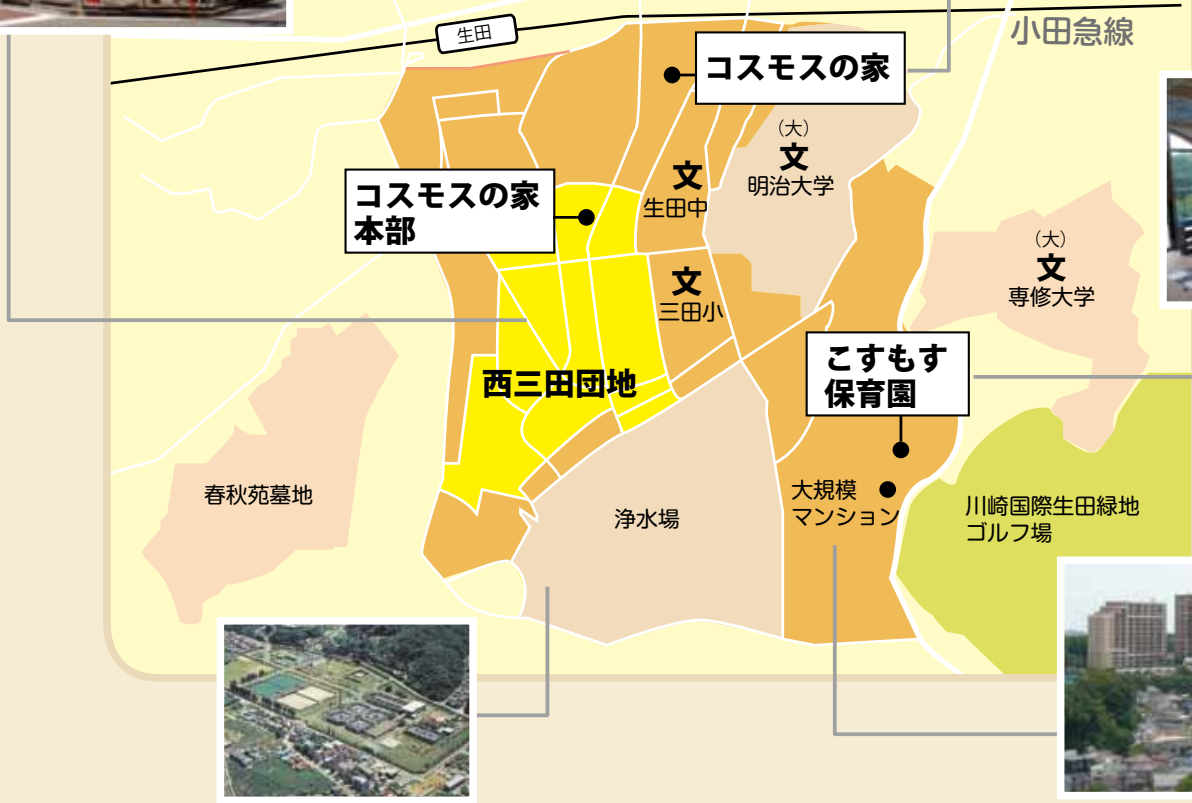 生田
小田急線
コスモスの家
(大)
文
明治大学
コスモスの家
本部
文
生田中
(大)
文
専修大学
文
三田小
こすもす
保育園
西三田団地
春秋苑墓地
浄水場
大規模
マンション
川崎国際生田緑地
ゴルフ場